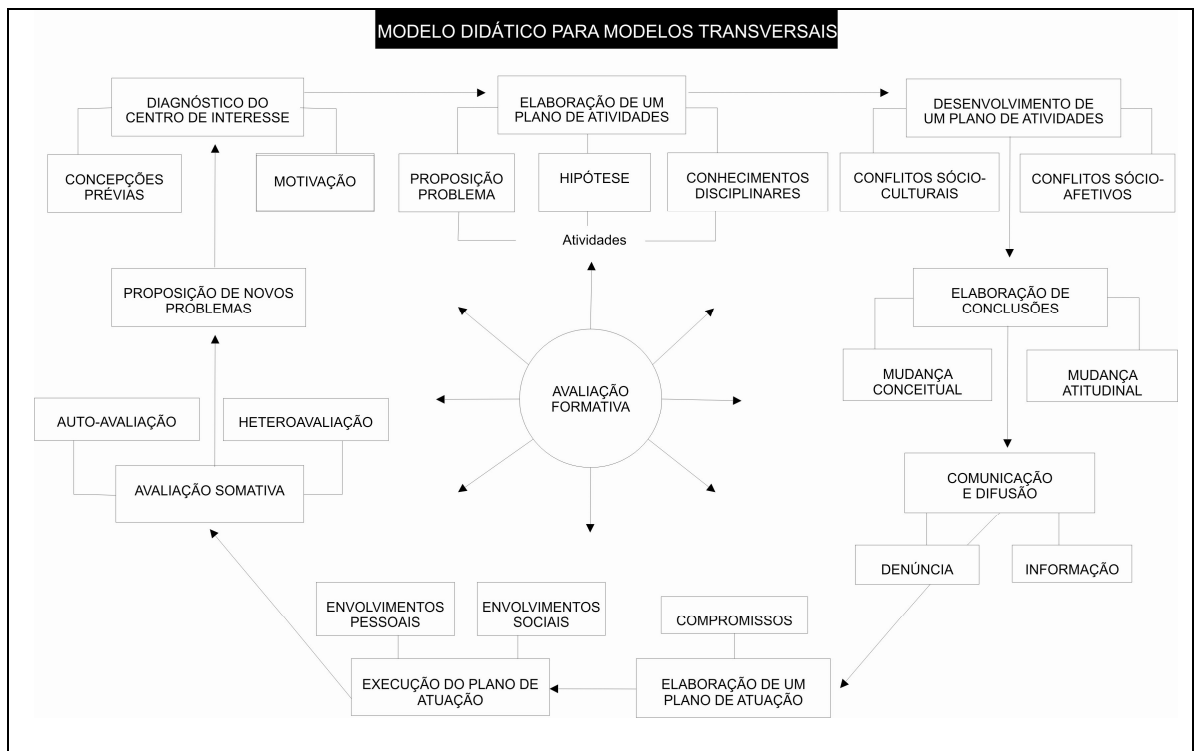 MODELO DIDÁTICO PARA MODELOS TRANSVERSAIS
DIAGNÓSTICO DO
CENTRO DE INTERESSE
CONCEPÇÕES
PRÉVIAS
MOTIVAÇÃO
ELABORAÇÃO DE UM
PLANO DE ATIVIDADES
PROPOSIÇÃO
PROBLEMA
HIPÓTESE
CONHECIMENTOS
DISCIPLINARES
Atividades
DESENVOLVIMENTO DE
UM PLANO DE ATIVIDADES
CONFLITOS SÓCIO-
CULTURAIS
CONFLITOS SÓCIO-
AFETIVOS
ELABORAÇÃO DE
CONCLUSÕES
MUDANÇA
CONCEITUAL
MUDANÇA
ATITUDINAL
COMUNICAÇÃO
E DIFUSÃO
DENÚNCIA
INFORMAÇÃO
COMPROMISSOS
ELABORAÇÃO DE UM
PLANO DE ATUAÇÃO
ENVOLVIMENTOS
PESSOAIS
ENVOLVIMENTOS
SOCIAIS
EXECUÇÃO DO PLANO DE
ATUAÇÃO
AUTO-AVALIAÇÃO
HETEROAVALIAÇÃO
AVALIAÇÃO SOMATIVA
PROPOSIÇÃO DE NOVOS
PROBLEMAS
AVALIAÇÃO
FORMATIVA